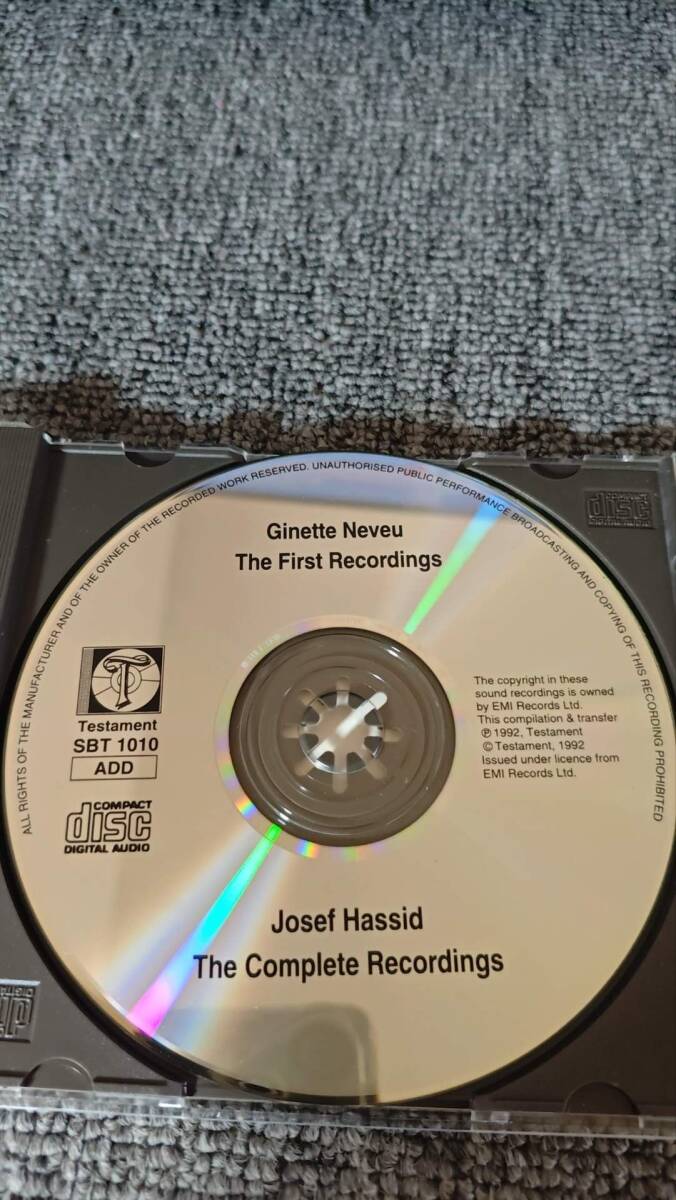 ALL RIGHTS OF THE MANUFACTURER AND OF THE OWNER OF THE RECORDED WORK RESERVED. UNAUTHORISED PUBLIC PERFORMANCE BROADCASTING AND COPYING OF THIS RECORDING PROHIBITED
Ginette Neveu
The First Recordings
T
Testament
SBT 1010
ADD
COMPACT
disc
DIGITAL AUDIO
The copyright in these
sound recordings is owned
by EMI Records Ltd.
This compilation & transfer
℗ 1992, Testament
© Testament, 1992
Issued under licence from
EMI Records Ltd.
Josef Hassid
The Complete Recordings
COMPACT
disc
disc